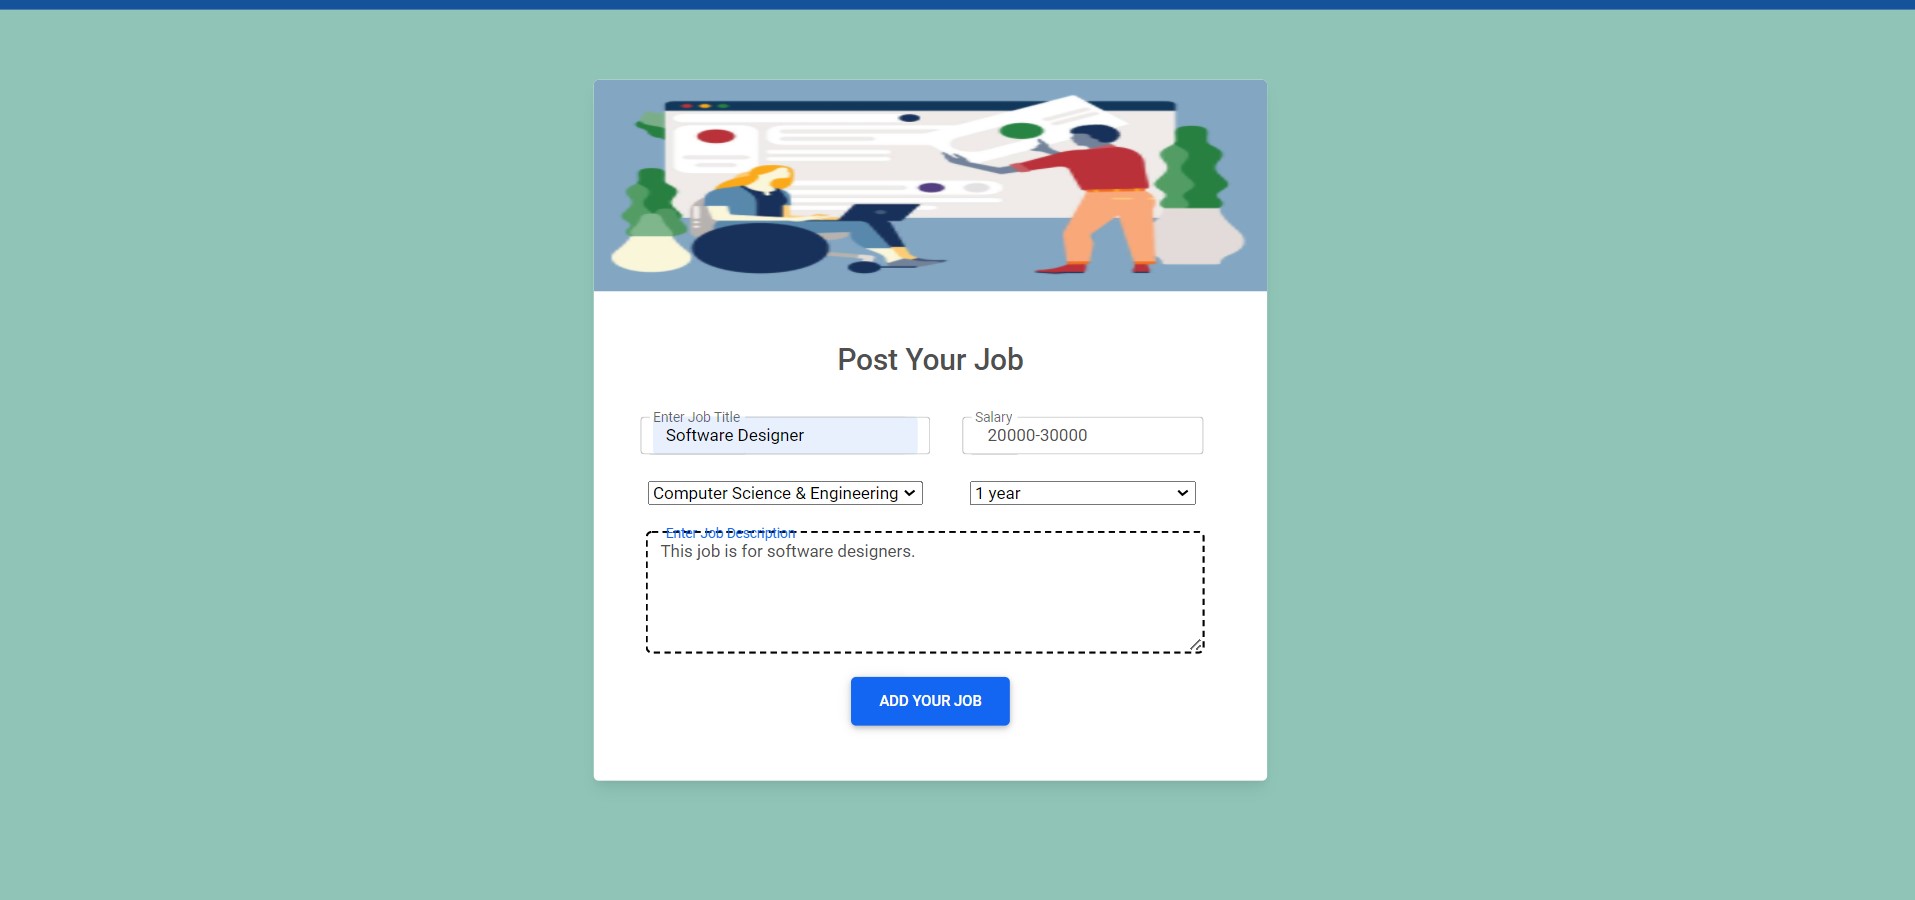 Post Your Job
Enter Job Title
Software Designer
Salary
20000-30000
Computer Science & Engineering
1 year
Enter Job Description
This job is for software designers.
ADD YOUR JOB